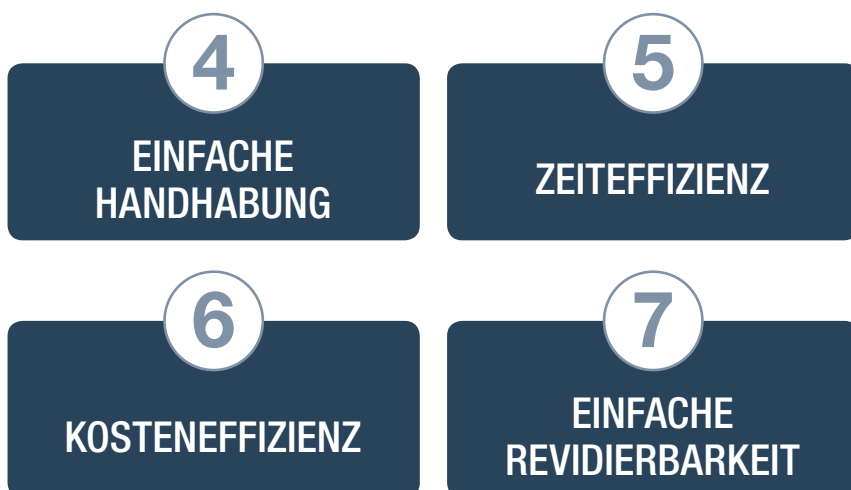 4
EINFACHE
HANDHABUNG
5
ZEITEFFIZIENZ
6
KOSTENEFFIZIENZ
7
EINFACHE
REVIDIERBARKEIT